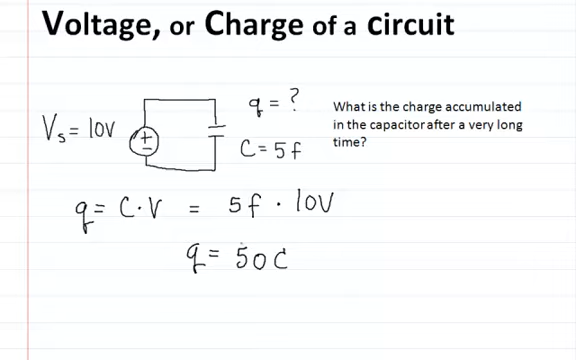 Voltage, or Charge of a Circuit
What is the charge accumulated
in the capacitor after a very long
time?
q = ?
Vs = 10V
+
−
C = 5f
q = C·V = 5f · 10V
q = 50C